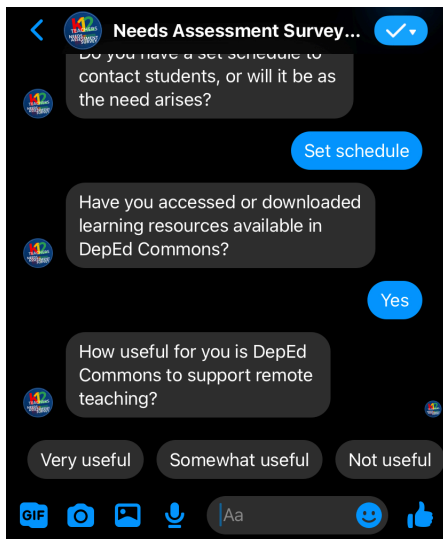 Needs Assessment Survey...
Do you have a set schedule to
contact students, or will it be as
the need arises?
Set schedule
Have you accessed or downloaded
learning resources available in
DepEd Commons?
Yes
How useful for you is DepEd
Commons to support remote
teaching?
Very useful Somewhat useful Not useful
GIF Aa